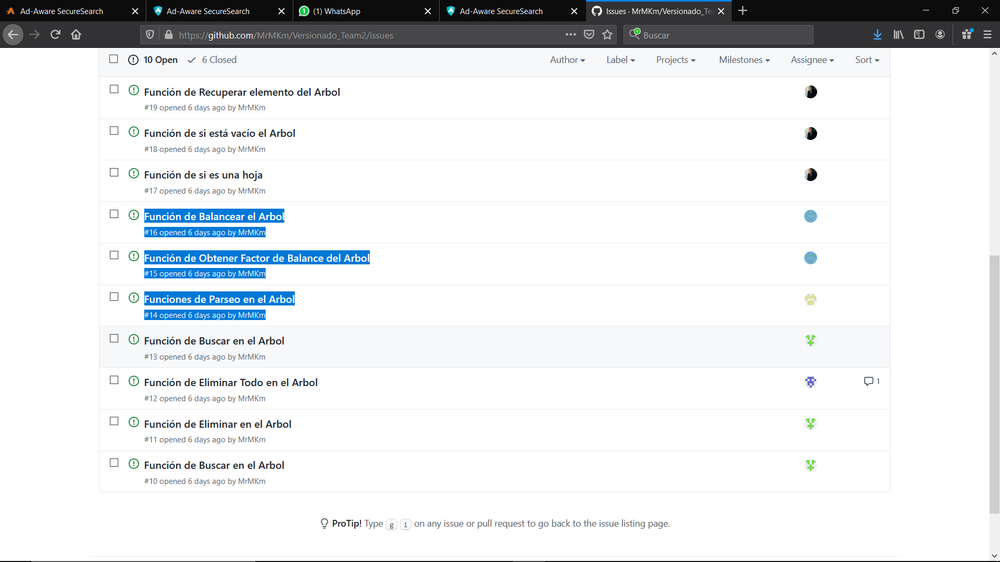 Ad-Aware SecureSearch
Ad-Aware SecureSearch
(1) WhatsApp
Ad-Aware SecureSearch
Issues · MrMKm/Versionado_Te
https://github.com/MrMKm/Versionado_Team2/issues
Buscar
10 Open
6 Closed
Author
Label
Projects
Milestones
Assignee
Sort
Función de Recuperar elemento del Arbol
#19 opened 6 days ago by MrMKm
Función de si está vacío el Arbol
#18 opened 6 days ago by MrMKm
Función de si es una hoja
#17 opened 6 days ago by MrMKm
Función de Balancear el Arbol
#16 opened 6 days ago by MrMKm
Función de Obtener Factor de Balance del Arbol
#15 opened 6 days ago by MrMKm
Funciones de Parseo en el Arbol
#14 opened 6 days ago by MrMKm
Función de Buscar en el Arbol
#13 opened 6 days ago by MrMKm
Función de Eliminar Todo en el Arbol
1
#12 opened 6 days ago by MrMKm
Función de Eliminar en el Arbol
#11 opened 6 days ago by MrMKm
Función de Buscar en el Arbol
#10 opened 6 days ago by MrMKm
ProTip! Type g i on any issue or pull request to go back to the issue listing page.